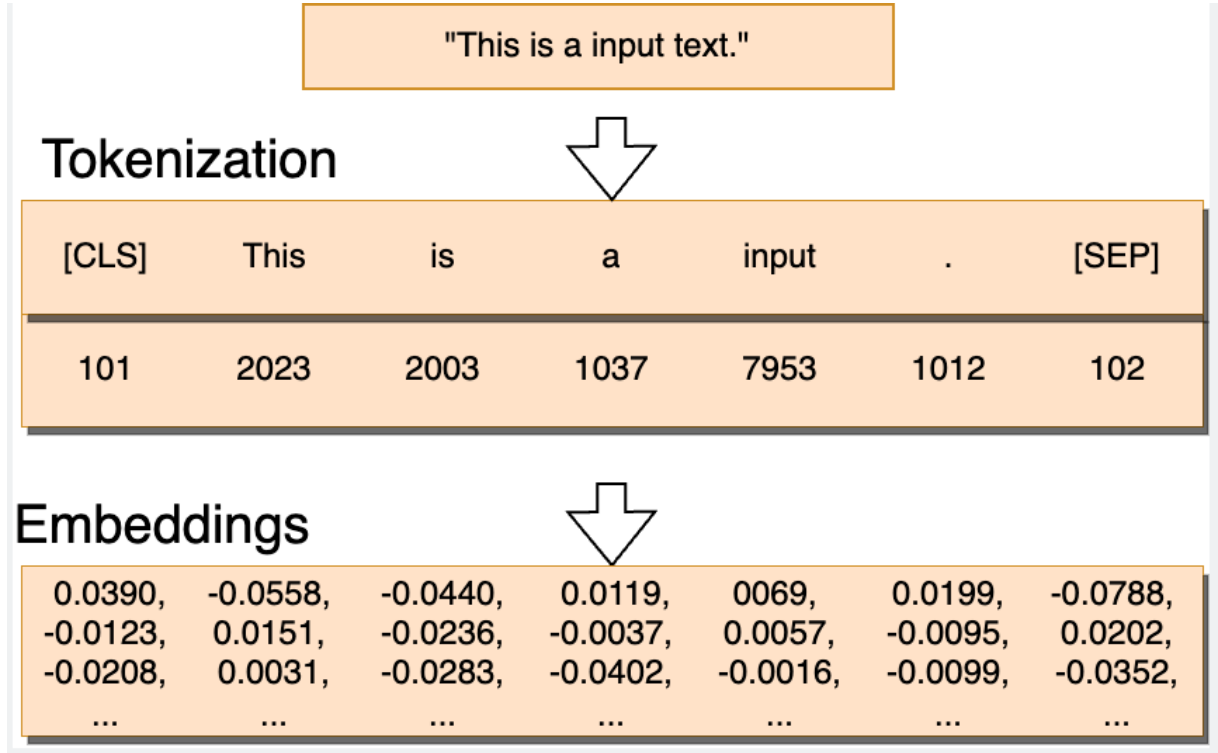 "This is a input text."
Tokenization
[CLS] This is a input . [SEP]
101 2023 2003 1037 7953 1012 102
Embeddings
0.0390, -0.0558, -0.0440, 0.0119, 0069, 0.0199, -0.0788,
-0.0123, 0.0151, -0.0236, -0.0037, 0.0057, -0.0095, 0.0202,
-0.0208, 0.0031, -0.0283, -0.0402, -0.0016, -0.0099, -0.0352,
... ... ... ... ... ... ...